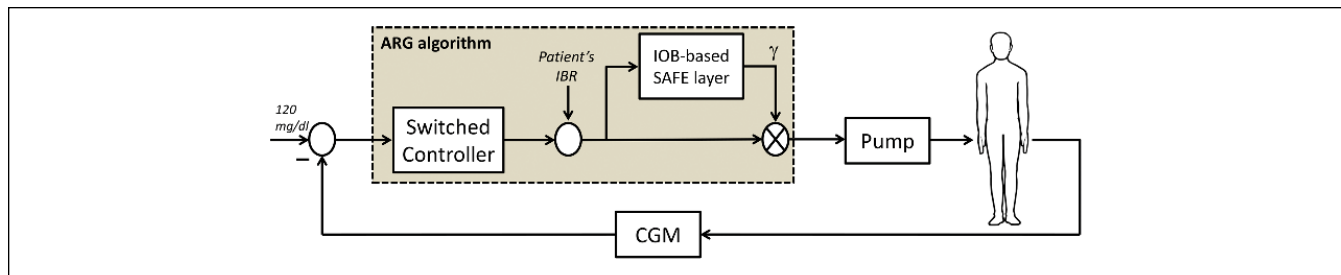 ARG algorithm
Patient's
IBR
IOB-based
SAFE layer
γ
120
mg/dl
−
Switched
Controller
Pump
CGM